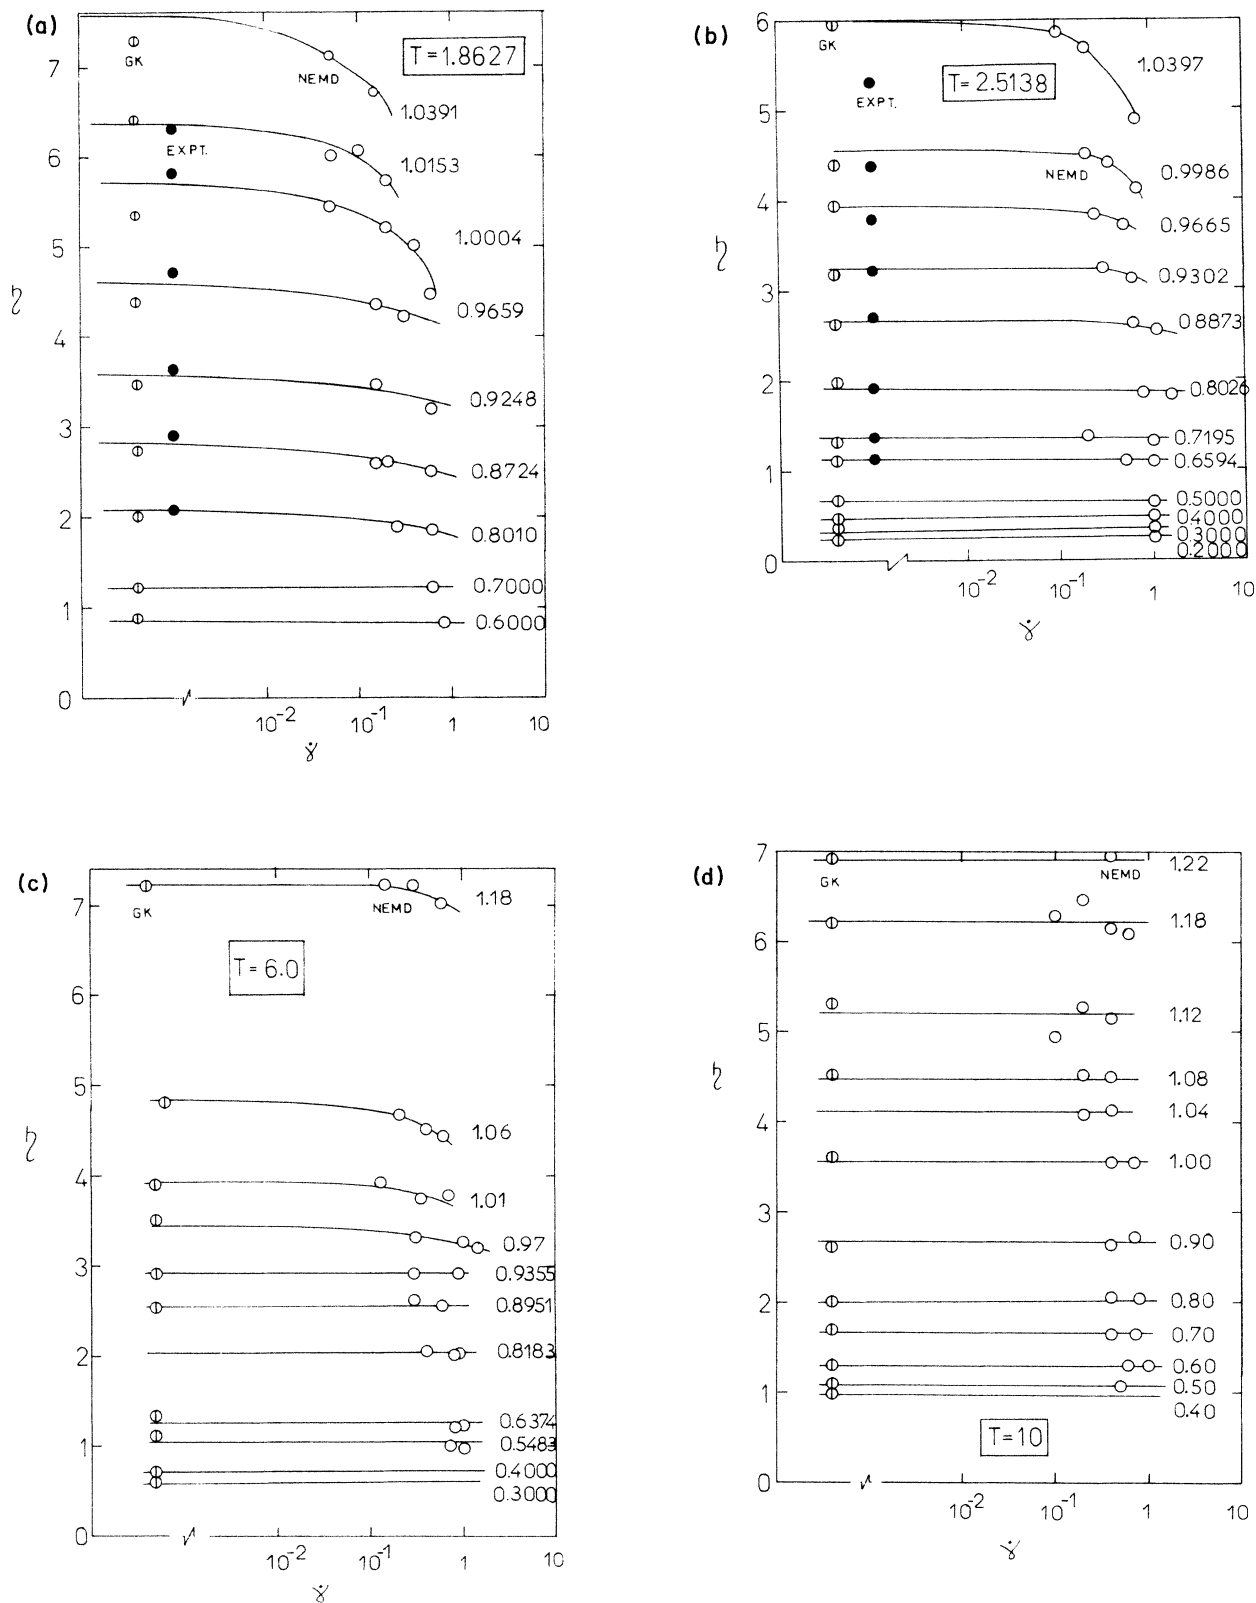 (a)
T=1.8627
GK
NEMD
EXPT.
7
6
5
4
3
2
1
0
η
1.0391
1.0153
1.0004
0.9659
0.9248
0.8724
0.8010
0.7000
0.6000
10⁻² 10⁻¹ 1 10
γ̇
(b)
T=2.5138
GK
EXPT.
NEMD
6
5
4
3
2
1
0
η
1.0397
0.9986
0.9665
0.9302
0.8873
0.8026
0.7195
0.6594
0.5000
0.4000
0.3000
0.2000
10⁻² 10⁻¹ 1 10
γ̇
(c)
GK
NEMD
T=6.0
7
6
5
4
3
2
1
0
η
1.18
1.06
1.01
0.97
0.9355
0.8951
0.8183
0.6374
0.5483
0.4000
0.3000
10⁻² 10⁻¹ 1 10
γ̇
(d)
GK
NEMD
7
6
5
4
3
2
1
0
η
1.22
1.18
1.12
1.08
1.04
1.00
0.90
0.80
0.70
0.60
0.50
0.40
T=10
10⁻² 10⁻¹ 1 10
γ̇